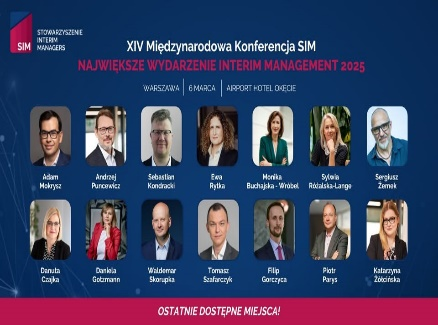 SIM
STOWARZYSZENIE
INTERIM
MANAGERS
XIV Międzynarodowa Konferencja SIM
NAJWIĘKSZE WYDARZENIE INTERIM MANAGEMENT 2025
WARSZAWA | 6 MARCA | AIRPORT HOTEL OKĘCIE
Adam
Mokrysz
Andrzej
Puncewicz
Sebastian
Kondracki
Ewa
Rytka
Monika
Buchajska - Wróbel
Sylwia
Różalska-Lange
Sergiusz
Żemek
Danuta
Czajka
Daniela
Gotzmann
Waldemar
Skorupka
Tomasz
Szafarczyk
Filip
Gorczyca
Piotr
Parys
Katarzyna
Żółcińska
OSTATNIE DOSTĘPNE MIEJSCA!